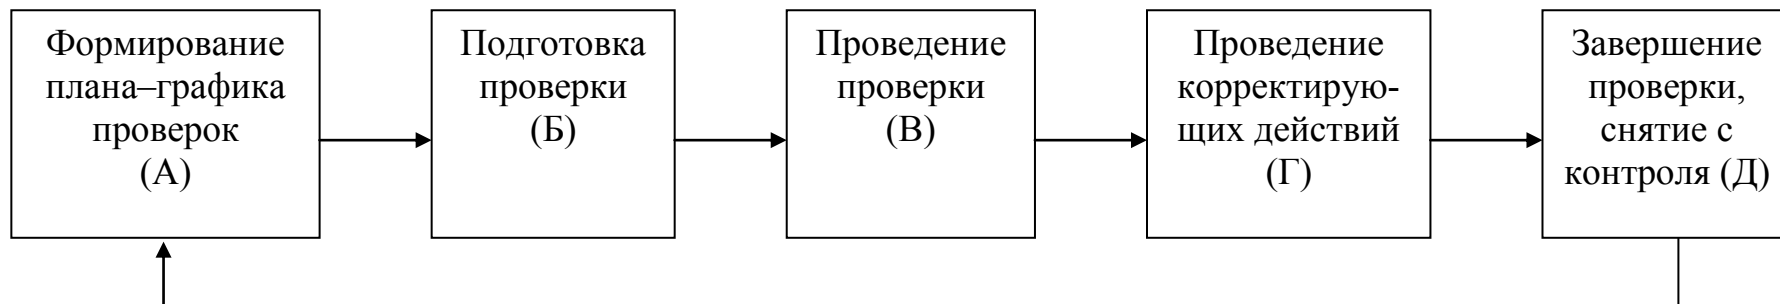 Формирование
плана–графика
проверок
(А)
Подготовка
проверки
(Б)
Проведение
проверки
(В)
Проведение
корректирую-
щих действий
(Г)
Завершение
проверки,
снятие с
контроля (Д)